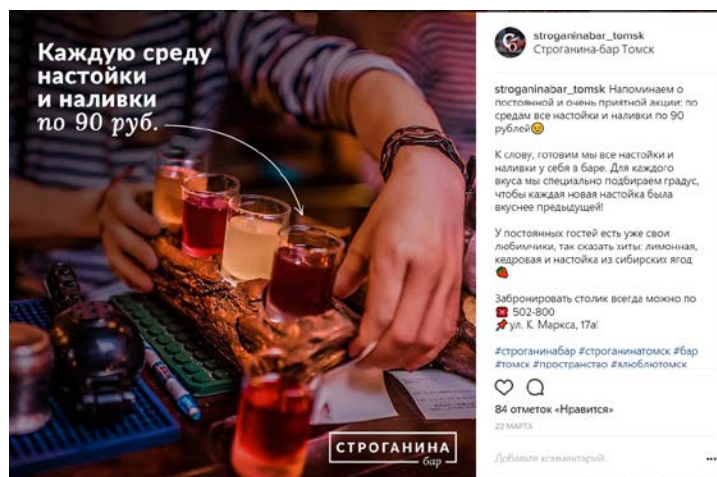 Каждую среду
настойки
и наливки
по 90 руб.
СТРОГАНИНА
бар
stroganinabar_tomsk
Строганина-бар Томск
stroganinabar_tomsk Напоминаем о
постоянной и очень приятной акции: по
средам все настойки и наливки по 90
рублей
К слову, готовим мы все настойки и
наливки у себя в баре. Для каждого
вкуса мы специально подбираем градус,
чтобы каждая новая настойка была
вкуснее предыдущей!
У постоянных гостей есть уже свои
любимчики, так сказать хиты: лимонная,
кедровая и настойка из сибирских ягод
Забронировать столик всегда можно по
502-800
ул. К. Маркса, 17а!
#строганинабар #строганинатомск #бар
#томск #пространство #ялюблютомск
84 отметок «Нравится»
22 МАРТА
Добавьте комментарий...